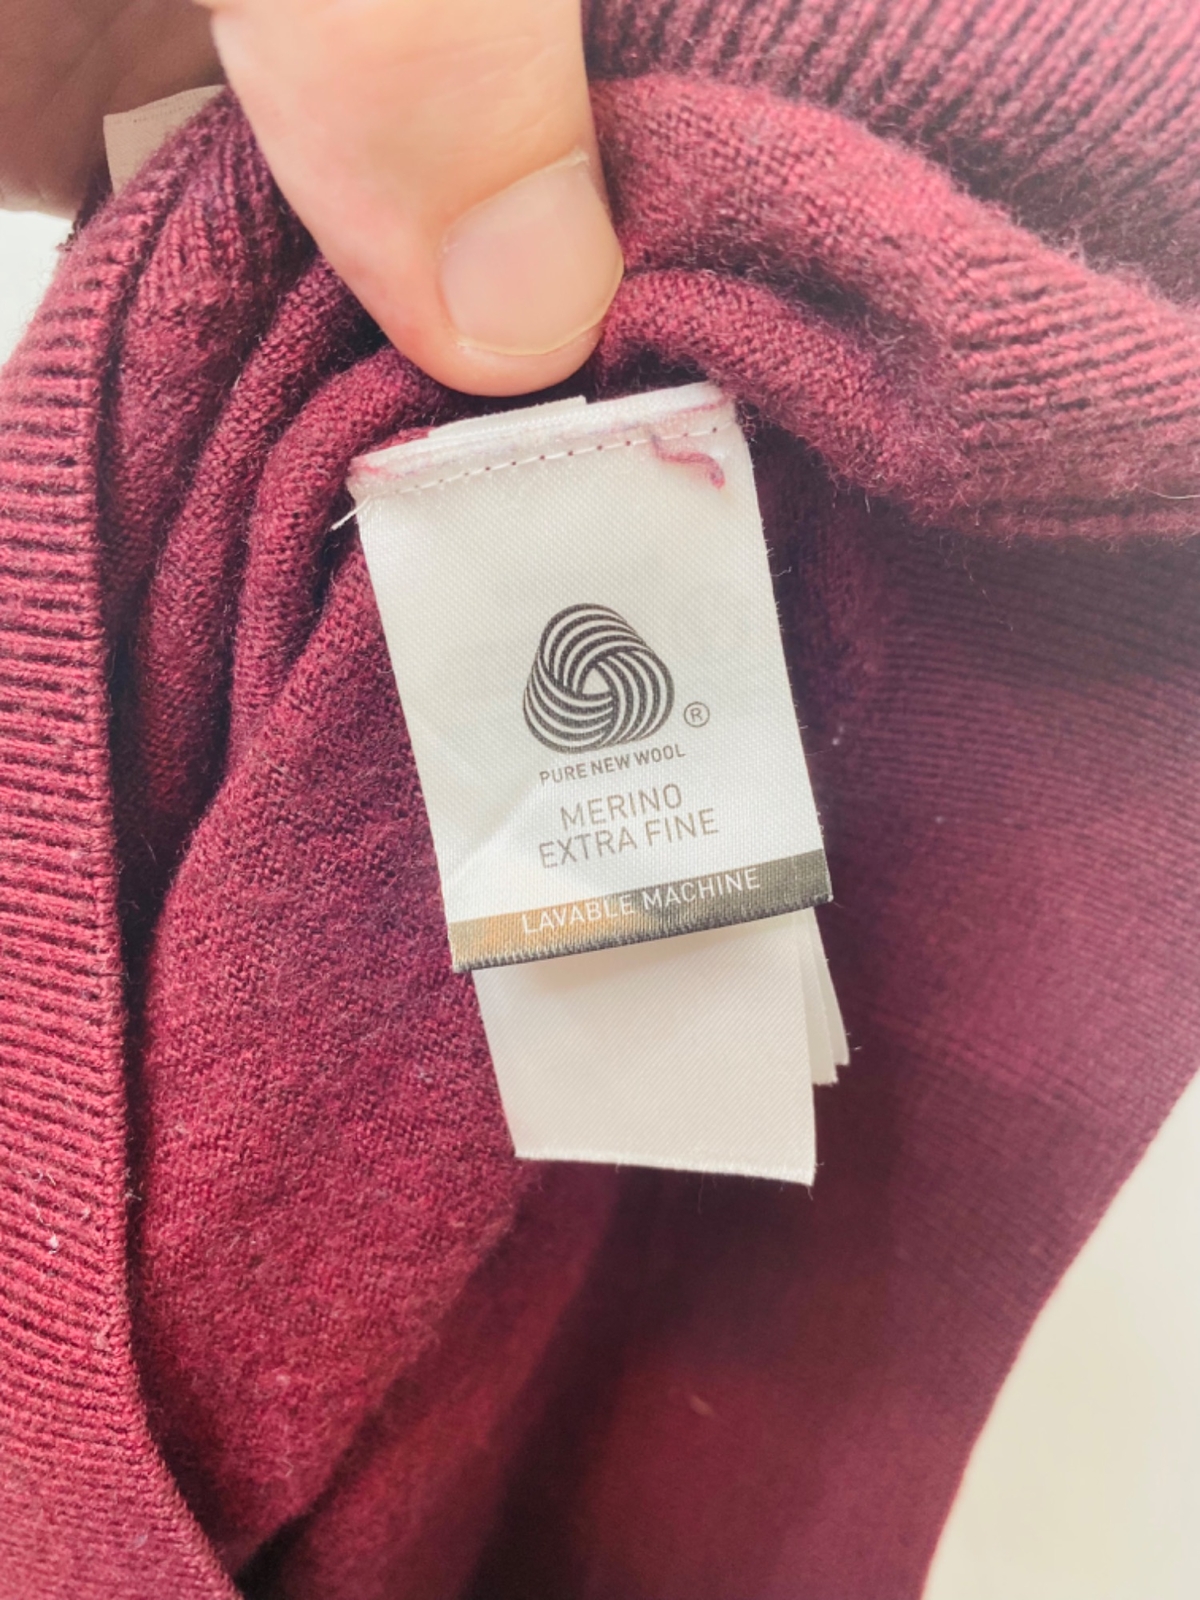 ®
PURE NEW WOOL
MERINO
EXTRA FINE
LAVABLE MACHINE